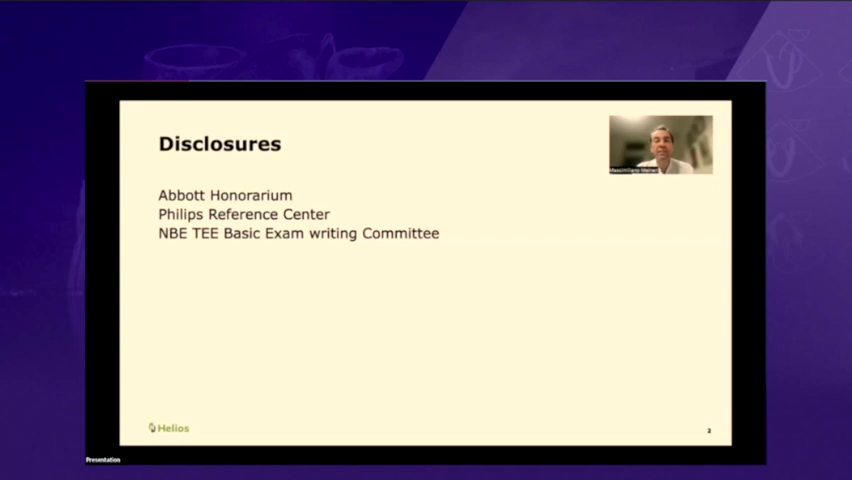 Disclosures
Abbott Honorarium
Philips Reference Center
NBE TEE Basic Exam writing Committee
Helios
2
Presentation